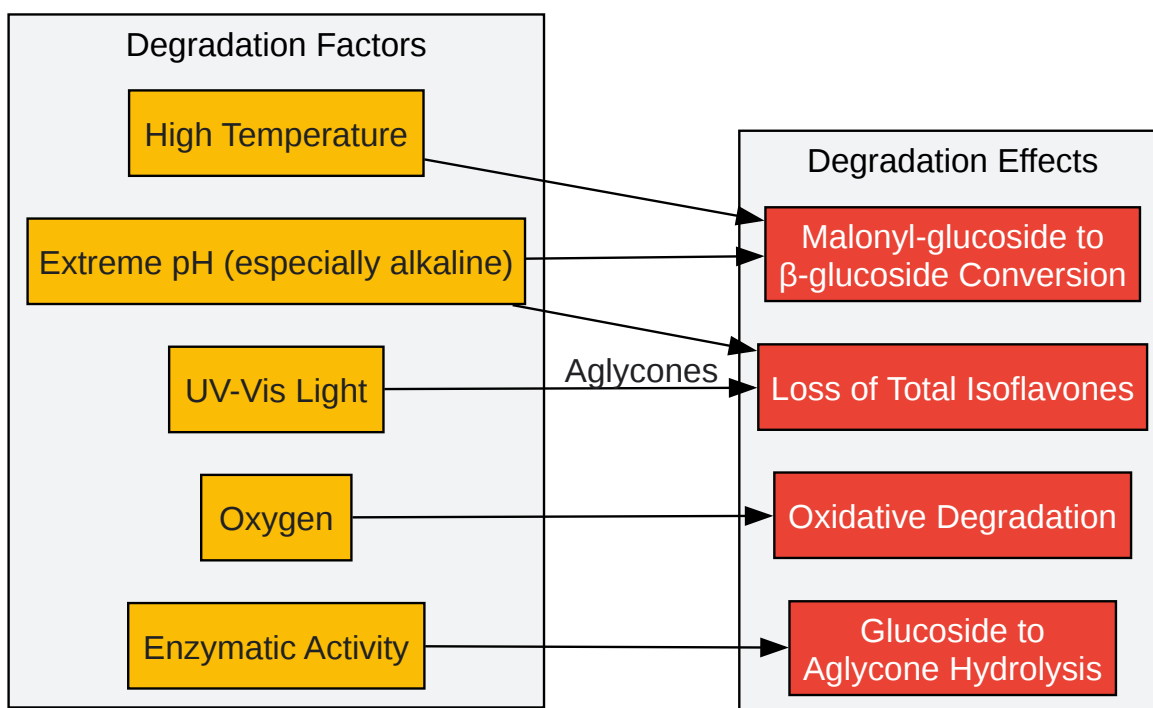 Degradation Factors
High Temperature
Extreme pH (especially alkaline)
UV-Vis Light
Oxygen
Enzymatic Activity
Aglycones
Degradation Effects
Malonyl-glucoside to
β-glucoside Conversion
Loss of Total Isoflavones
Oxidative Degradation
Glucoside to
Aglycone Hydrolysis